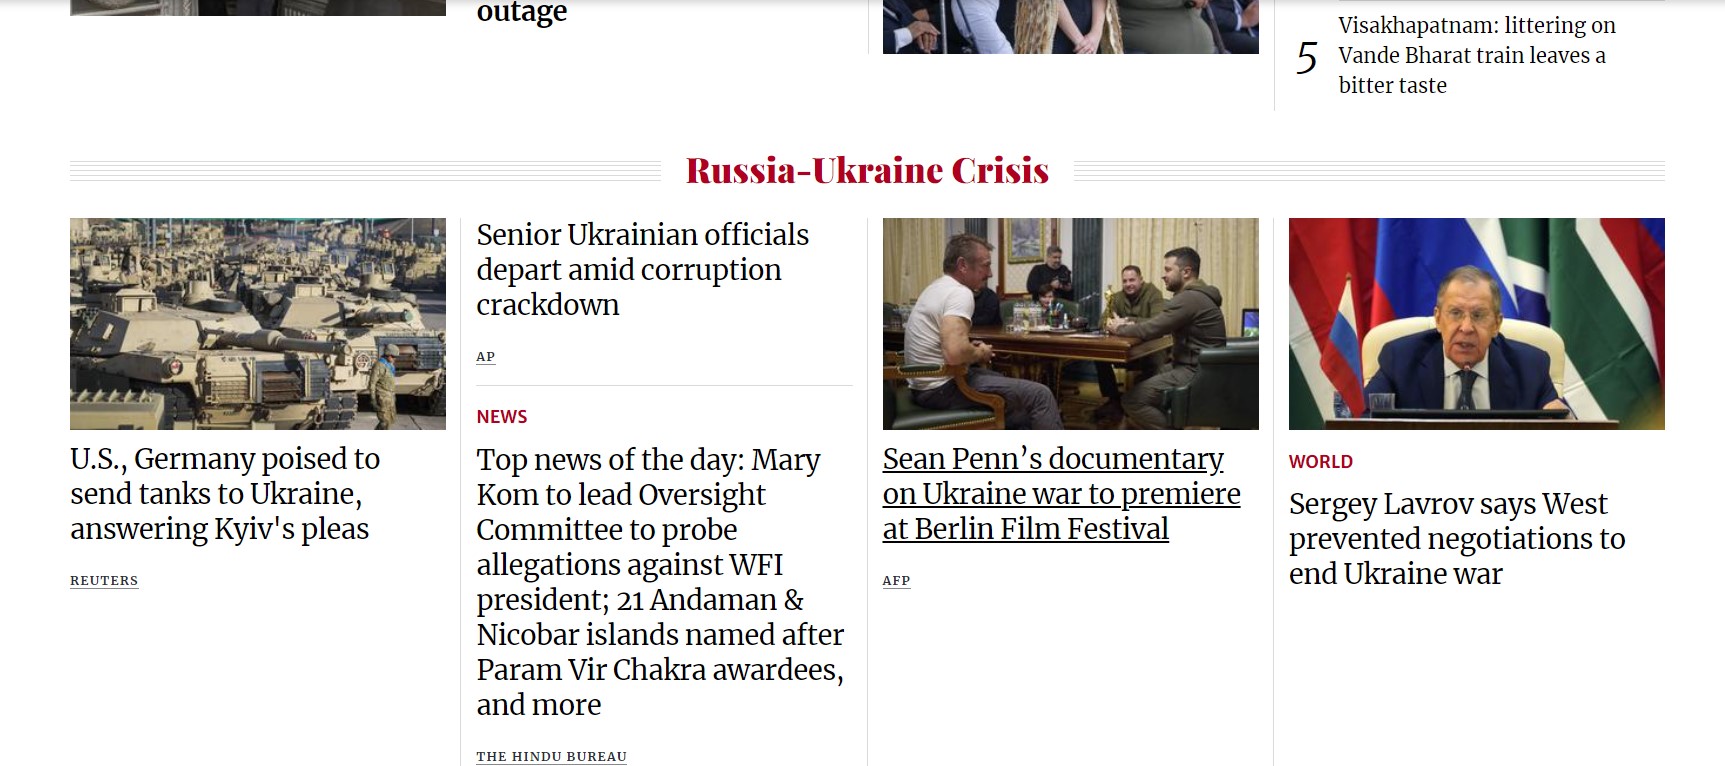 outage
5
Visakhapatnam: littering on
Vande Bharat train leaves a
bitter taste
Russia-Ukraine Crisis
U.S., Germany poised to
send tanks to Ukraine,
answering Kyiv's pleas
REUTERS
Senior Ukrainian officials
depart amid corruption
crackdown
AP
NEWS
Top news of the day: Mary
Kom to lead Oversight
Committee to probe
allegations against WFI
president; 21 Andaman &
Nicobar islands named after
Param Vir Chakra awardees,
and more
THE HINDU BUREAU
Sean Penn’s documentary
on Ukraine war to premiere
at Berlin Film Festival
AFP
WORLD
Sergey Lavrov says West
prevented negotiations to
end Ukraine war